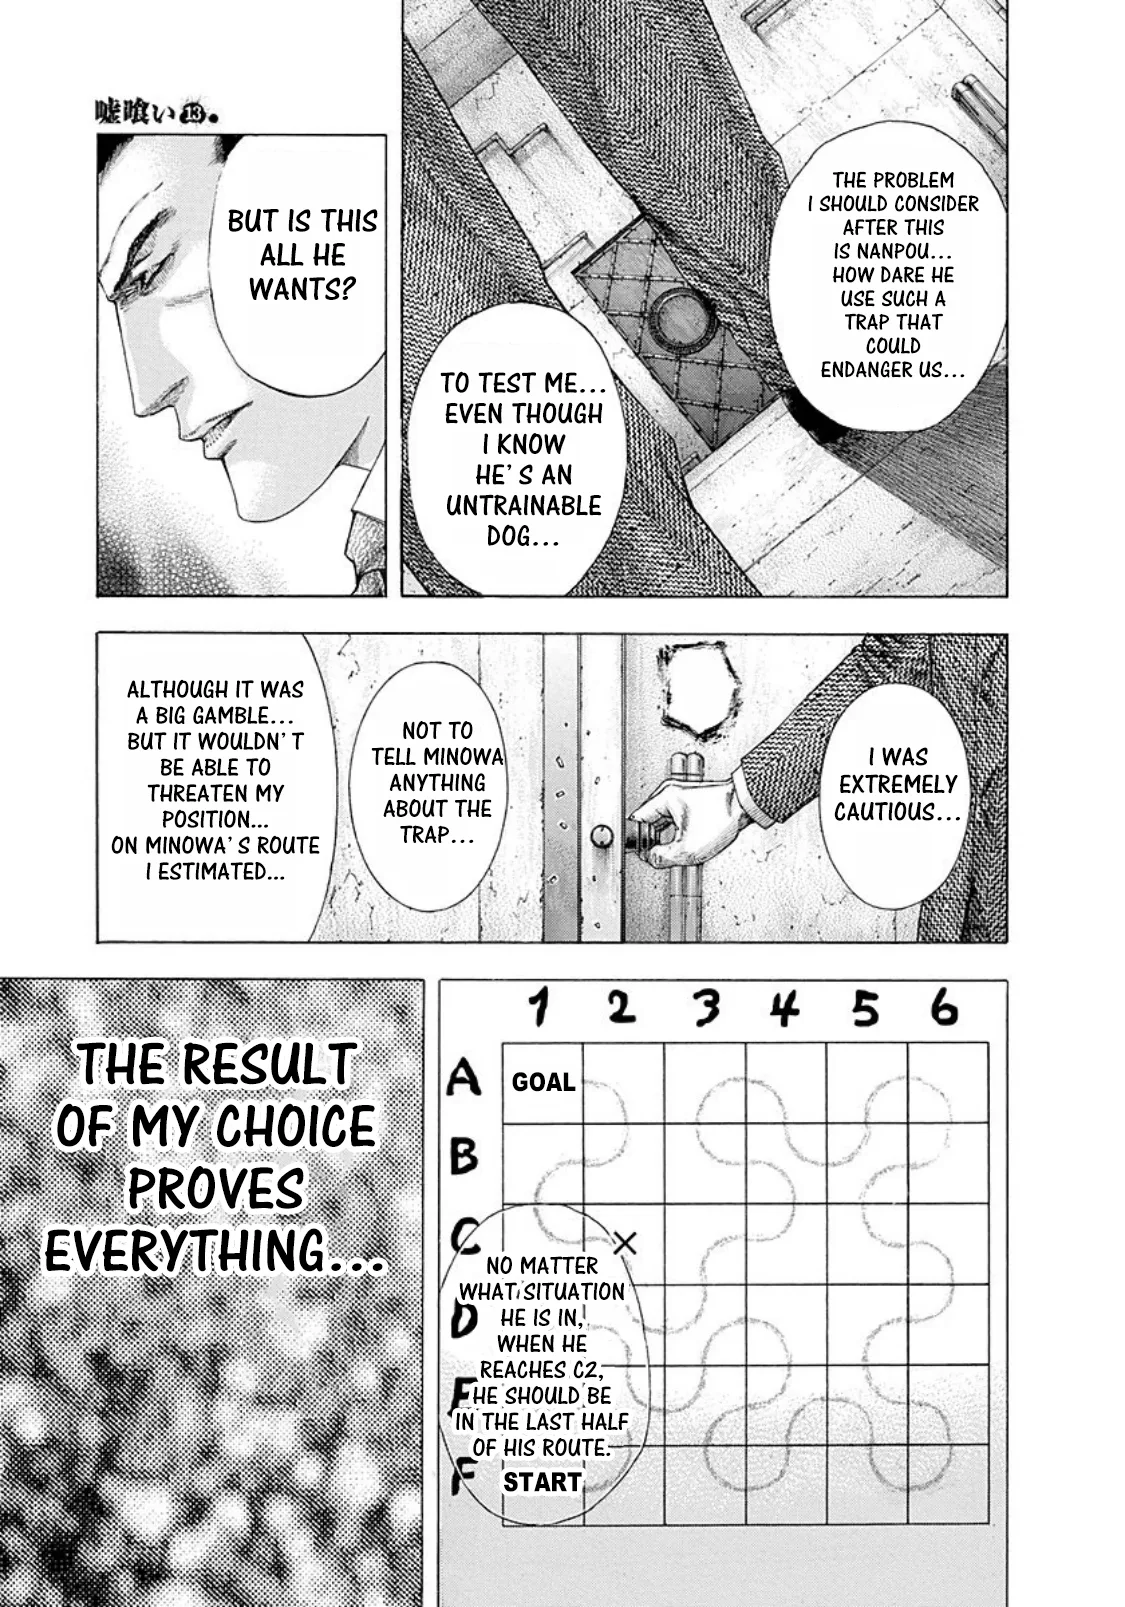 嘘喰い 13
THE PROBLEM
I SHOULD CONSIDER
AFTER THIS
IS NANPOU...
HOW DARE HE
USE SUCH A
TRAP THAT
COULD
ENDANGER US...
TO TEST ME...
EVEN THOUGH
I KNOW
HE'S AN
UNTRAINABLE
DOG...
BUT IS THIS
ALL HE
WANTS?
I WAS
EXTREMELY
CAUTIOUS...
NOT TO
TELL MINOWA
ANYTHING
ABOUT THE
TRAP...
ALTHOUGH IT WAS
A BIG GAMBLE...
BUT IT WOULDN'T
BE ABLE TO
THREATEN MY
POSITION...
ON MINOWA'S ROUTE
I ESTIMATED...
1 2 3 4 5 6
A
GOAL
B
C
×
D
E
F
NO MATTER
WHAT SITUATION
HE IS IN,
WHEN HE
REACHES C2,
HE SHOULD BE
IN THE LAST HALF
OF HIS ROUTE.
START
THE RESULT
OF MY CHOICE
PROVES
EVERYTHING...